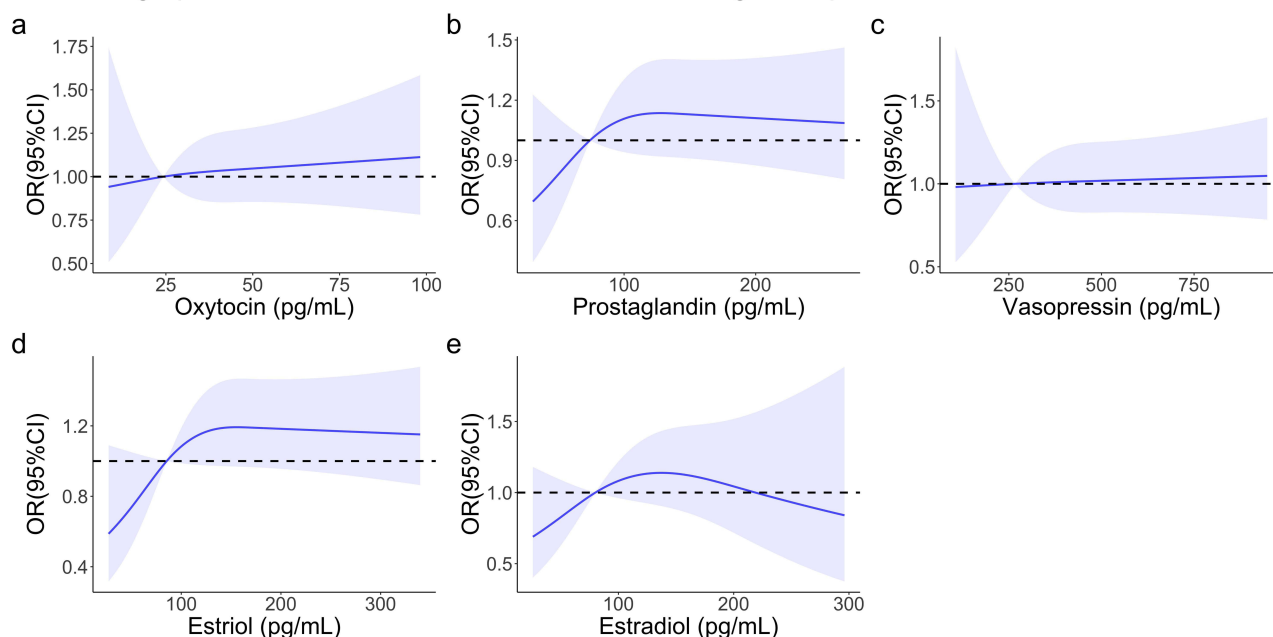 a
1.75
1.50
1.25
1.00
0.75
0.50
OR(95%CI)
25
50
75
100
Oxytocin (pg/mL)
b
1.5
1.2
0.9
0.6
OR(95%CI)
100
200
Prostaglandin (pg/mL)
c
1.5
1.0
0.5
OR(95%CI)
250
500
750
Vasopressin (pg/mL)
d
1.2
0.8
0.4
OR(95%CI)
100
200
300
Estriol (pg/mL)
e
1.5
1.0
0.5
OR(95%CI)
100
200
300
Estradiol (pg/mL)